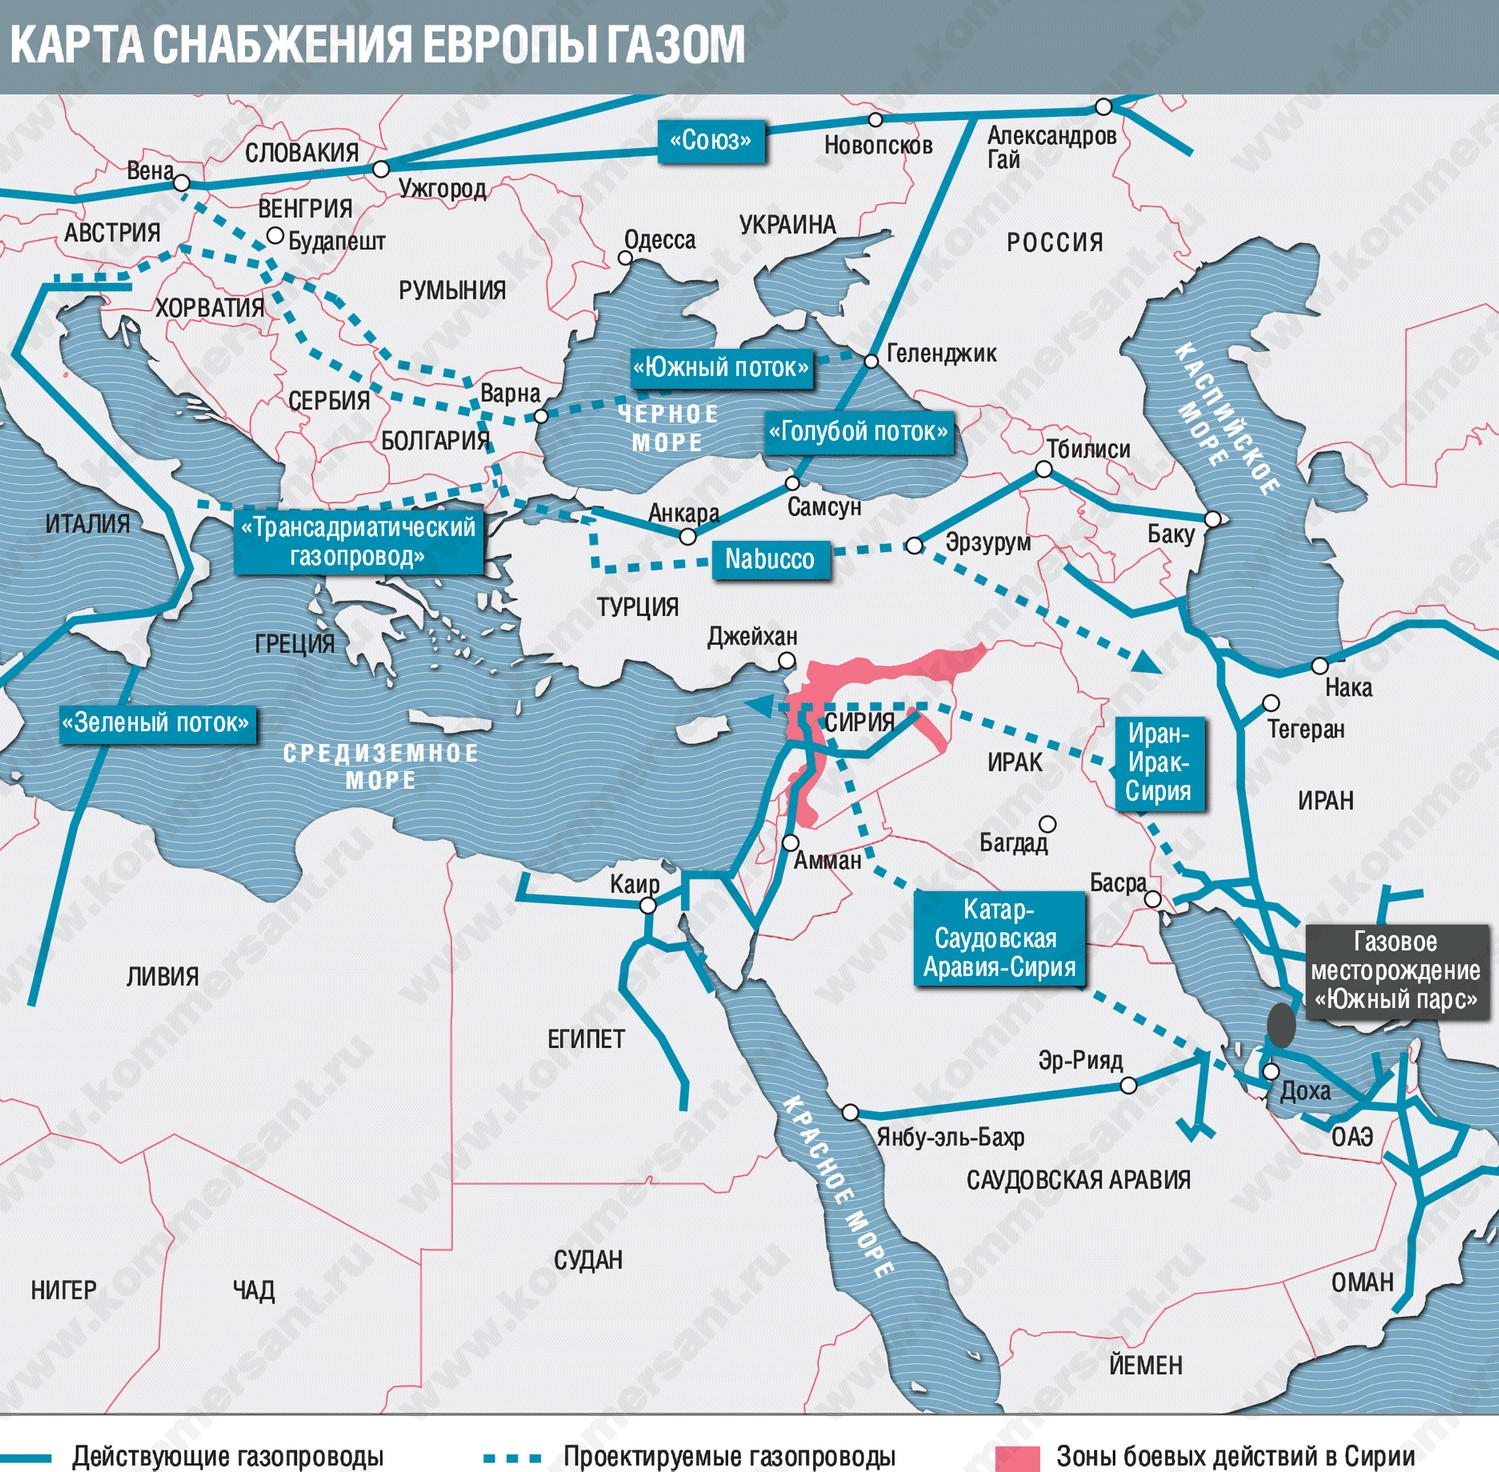 КАРТА СНАБЖЕНИЯ ЕВРОПЫ ГАЗОМ
«Союз»
Новопсков
Александров
Гай
СЛОВАКИЯ
Вена
Ужгород
ВЕНГРИЯ
АВСТРИЯ
Будапешт
Одесса
УКРАИНА
РОССИЯ
РУМЫНИЯ
ХОРВАТИЯ
Геленджик
«Южный поток»
КАСПИЙСКОЕ
МОРЕ
Варна
СЕРБИЯ
ЧЕРНОЕ
МОРЕ
«Голубой поток»
БОЛГАРИЯ
Тбилиси
Самсун
Анкара
ИТАЛИЯ
«Трансадриатический
газопровод»
Баку
Эрзурум
Nabucco
ТУРЦИЯ
ГРЕЦИЯ
Джейхан
Нака
«Зеленый поток»
СИРИЯ
Тегеран
СРЕДИЗЕМНОЕ
МОРЕ
Иран-
Ирак-
Сирия
ИРАК
ИРАН
Багдад
Амман
Каир
Басра
Катар-
Саудовская
Аравия-Сирия
Газовое
месторождение
«Южный парс»
ЛИВИЯ
ЕГИПЕТ
Эр-Рияд
Доха
Янбу-эль-Бахр
ОАЭ
КРАСНОЕ МОРЕ
САУДОВСКАЯ АРАВИЯ
СУДАН
НИГЕР
ЧАД
ОМАН
ЙЕМЕН
Действующие газопроводы
Проектируемые газопроводы
Зоны боевых действий в Сирии
www.kommersant.ru